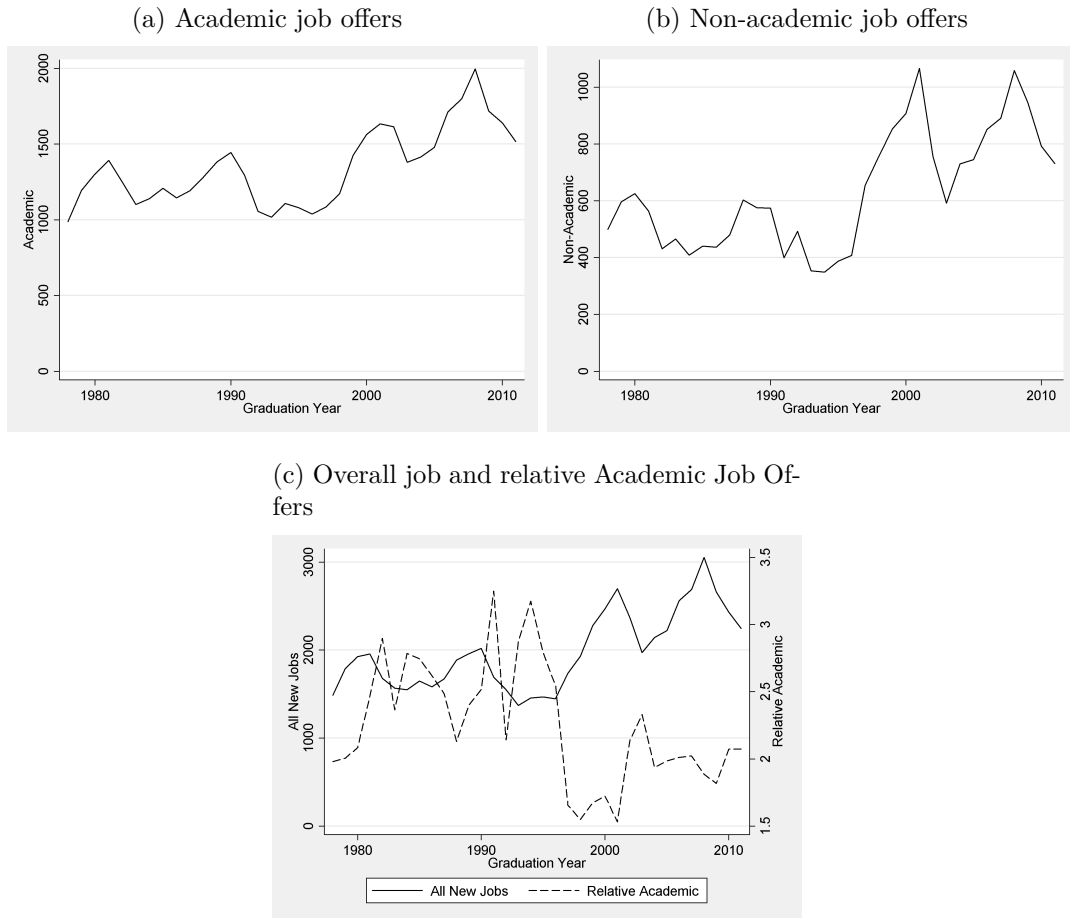 (a) Academic job offers
(b) Non-academic job offers
Academic
2000
1500
1000
500
0
1980
1990
2000
2010
Graduation Year
Non-Academic
1000
800
600
400
200
0
1980
1990
2000
2010
Graduation Year
(c) Overall job and relative Academic Job Of-
fers
All New Jobs
3000
2000
1000
0
Relative Academic
3.5
3
2.5
2
1.5
1980
1990
2000
2010
Graduation Year
All New Jobs
Relative Academic